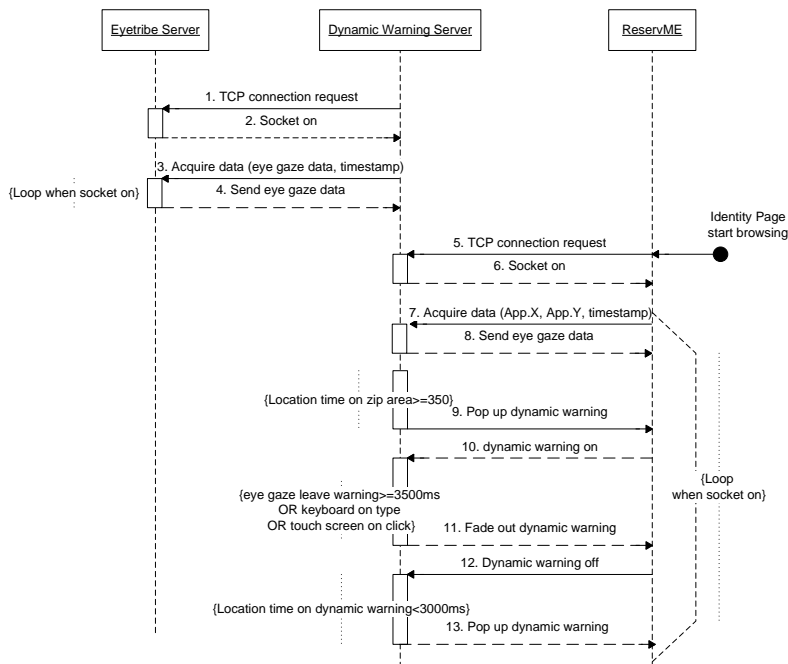 Eyetribe Server
Dynamic Warning Server
ReservME
1. TCP connection request
2. Socket on
3. Acquire data (eye gaze data, timestamp)
4. Send eye gaze data
{Loop when socket on}
Identity Page
start browsing
5. TCP connection request
6. Socket on
7. Acquire data (App.X, App.Y, timestamp)
8. Send eye gaze data
{Location time on zip area>=350}
9. Pop up dynamic warning
10. dynamic warning on
{eye gaze leave warning>=3500ms
OR keyboard on type
OR touch screen on click}
11. Fade out dynamic warning
{Loop
when socket on}
12. Dynamic warning off
{Location time on dynamic warning<3000ms}
13. Pop up dynamic warning